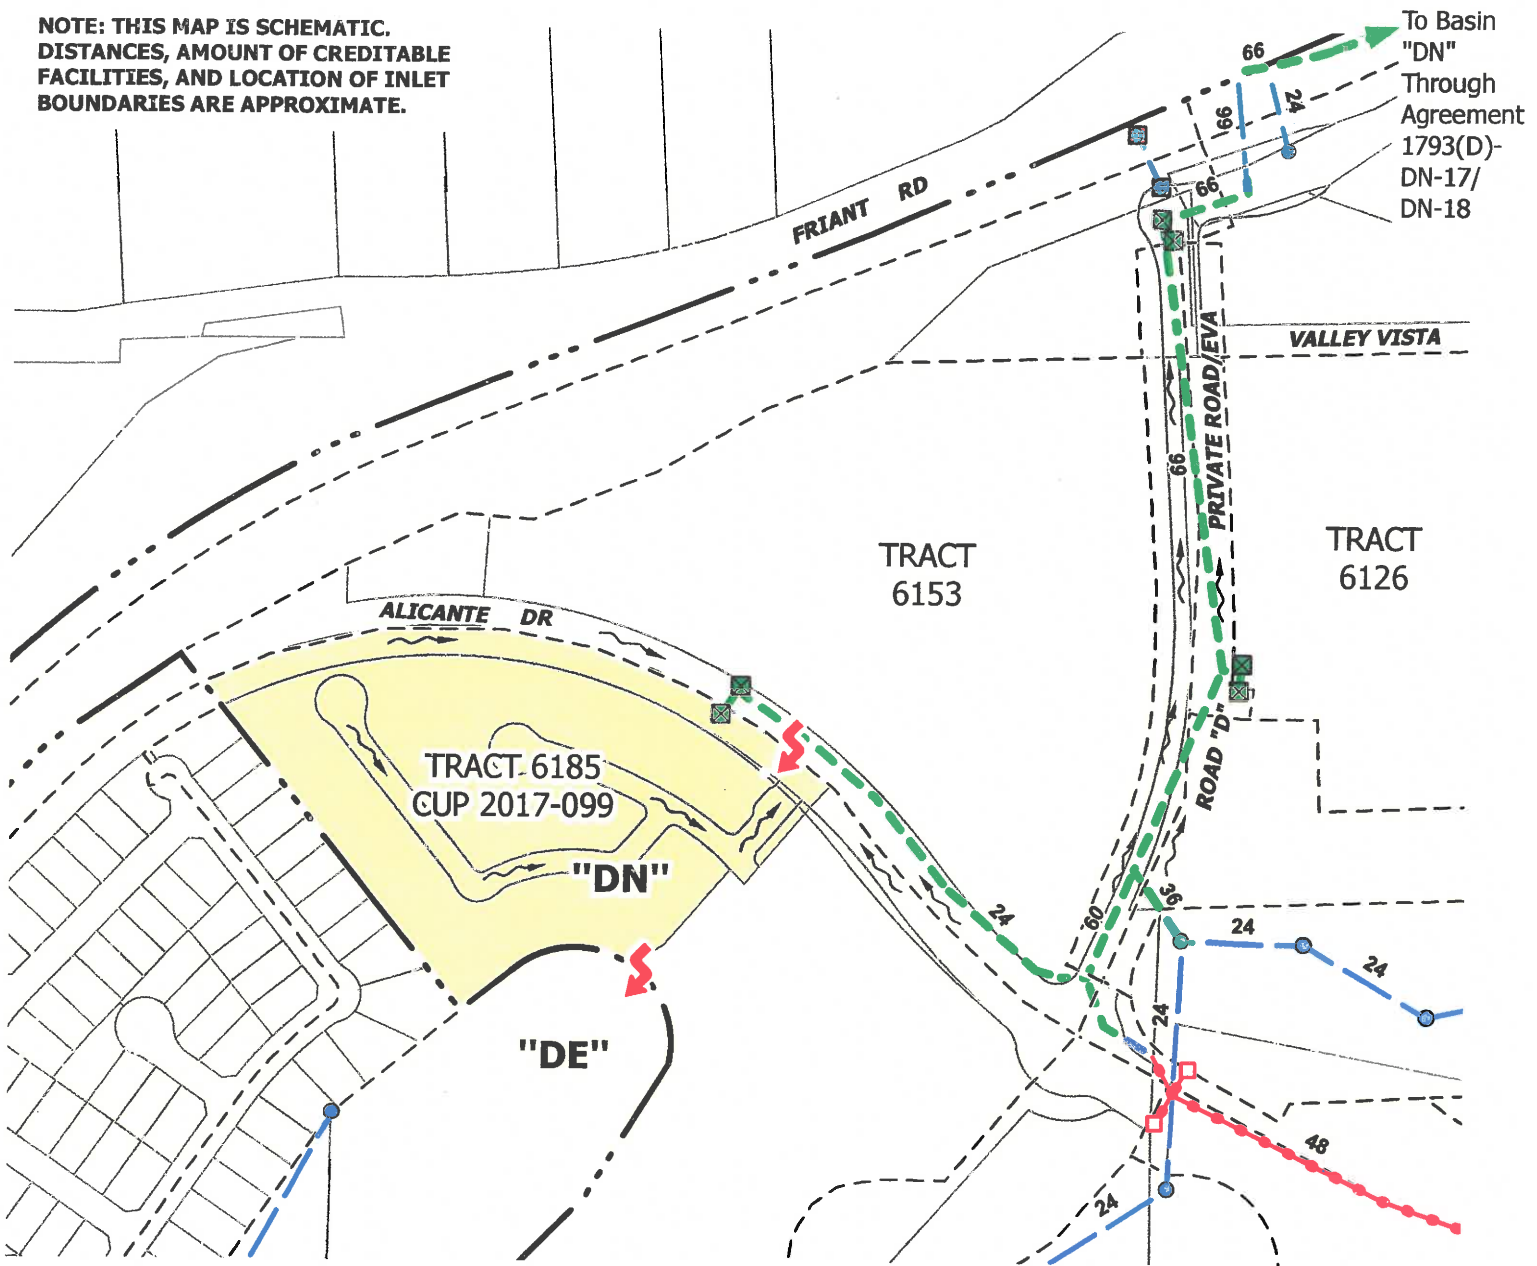 NOTE: THIS MAP IS SCHEMATIC.
DISTANCES, AMOUNT OF CREDITABLE
FACILITIES, AND LOCATION OF INLET
BOUNDARIES ARE APPROXIMATE.
To Basin
"DN"
Through
Agreement
1793(D)-
DN-17/
DN-18
66
24
66
66
FRIANT RD
VALLEY VISTA
PRIVATE ROAD/EVA
66
TRACT
6153
TRACT
6126
ALICANTE DR
ROAD "D"
TRACT 6185
CUP 2017-099
"DN"
36
60
24
24
24
24
"DE"
48
24